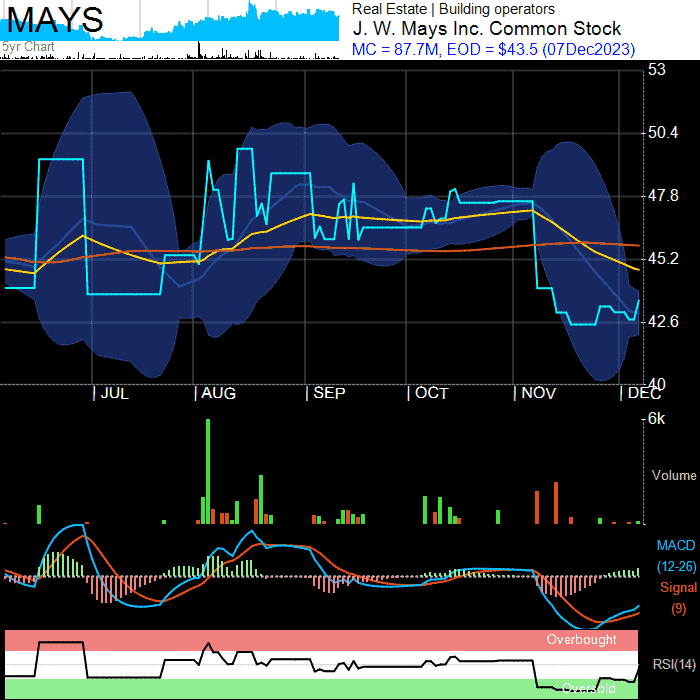 MAYS
5yr Chart
Real Estate | Building operators
J. W. Mays Inc. Common Stock
MC = 87.7M, EOD = $43.5 (07Dec2023)
53
50.4
47.8
45.2
42.6
40
| JUL | AUG | SEP | OCT | NOV | DEC
6k
Volume
MACD
(12-26)
Signal
(9)
Overbought
RSI(14)
Oversold